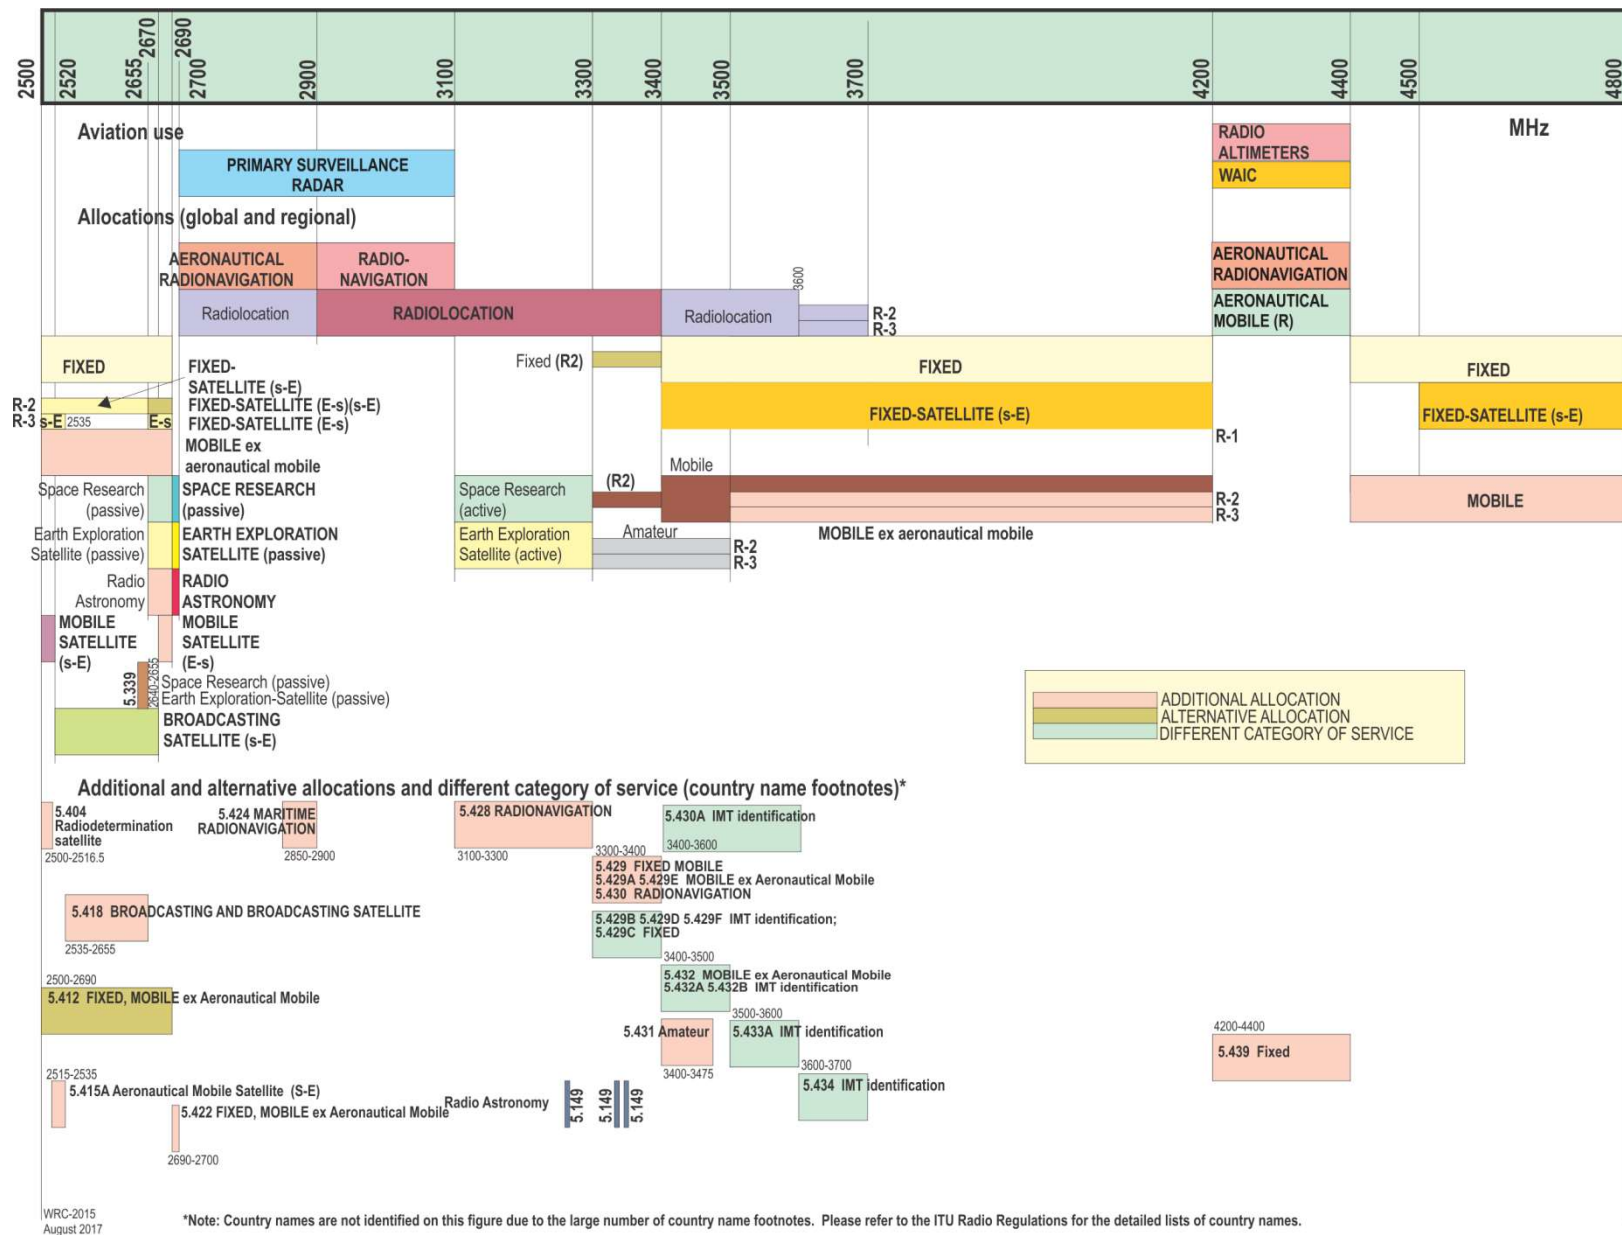 2500
2520
2655
2670
2690
2700
2900
3100
3300
3400
3500
3700
4200
4400
4500
4800
Aviation use
MHz
PRIMARY SURVEILLANCE
RADAR
RADIO
ALTIMETERS
WAIC
Allocations (global and regional)
AERONAUTICAL
RADIONAVIGATION
RADIO-
NAVIGATION
3600
AERONAUTICAL
RADIONAVIGATION
Radiolocation
RADIOLOCATION
Radiolocation
R-2
R-3
AERONAUTICAL
MOBILE (R)
FIXED
FIXED-
SATELLITE (s-E)
Fixed (R2)
FIXED
FIXED
R-2
FIXED-SATELLITE (E-s)(s-E)
R-3 s-E 2535
E-s
FIXED-SATELLITE (E-s)
FIXED-SATELLITE (s-E)
FIXED-SATELLITE (s-E)
R-1
MOBILE ex
aeronautical mobile
Mobile
(R2)
Space Research
(passive)
SPACE RESEARCH
(passive)
Space Research
(active)
R-2
R-3
MOBILE
Earth Exploration
Satellite (passive)
EARTH EXPLORATION
SATELLITE (passive)
Earth Exploration
Satellite (active)
Amateur
R-2
R-3
MOBILE ex aeronautical mobile
Radio
Astronomy
RADIO
ASTRONOMY
MOBILE
SATELLITE
(s-E)
MOBILE
SATELLITE
(E-s)
5.339
2640-2655
Space Research (passive)
Earth Exploration-Satellite (passive)
BROADCASTING
SATELLITE (s-E)
ADDITIONAL ALLOCATION
ALTERNATIVE ALLOCATION
DIFFERENT CATEGORY OF SERVICE
Additional and alternative allocations and different category of service (country name footnotes)*
5.404
Radiodetermination
satellite
2500-2516.5
5.424 MARITIME
RADIONAVIGATION
2850-2900
5.428 RADIONAVIGATION
3100-3300
5.430A IMT identification
3400-3600
3300-3400
5.429 FIXED MOBILE
5.429A 5.429E MOBILE ex Aeronautical Mobile
5.430 RADIONAVIGATION
5.418 BROADCASTING AND BROADCASTING SATELLITE
2535-2655
5.429B 5.429D 5.429F IMT identification;
5.429C FIXED
3400-3500
5.432 MOBILE ex Aeronautical Mobile
5.432A 5.432B IMT identification
2500-2690
5.412 FIXED, MOBILE ex Aeronautical Mobile
3500-3600
5.431 Amateur
3400-3475
5.433A IMT identification
4200-4400
5.439 Fixed
3600-3700
5.434 IMT identification
2515-2535
5.415A Aeronautical Mobile Satellite (S-E)
5.422 FIXED, MOBILE ex Aeronautical Mobile
2690-2700
Radio Astronomy
5.149
5.149
5.149
WRC-2015
August 2017
*Note: Country names are not identified on this figure due to the large number of country name footnotes. Please refer to the ITU Radio Regulations for the detailed lists of country names.